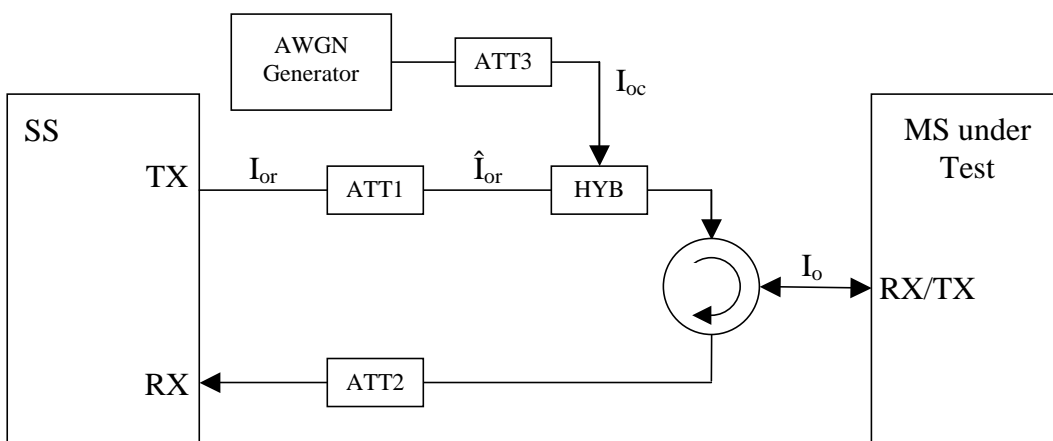 AWGN
Generator
ATT3
I_oc
SS
MS under
Test
TX
I_or
ATT1
Î_or
HYB
I_o
RX/TX
RX
ATT2